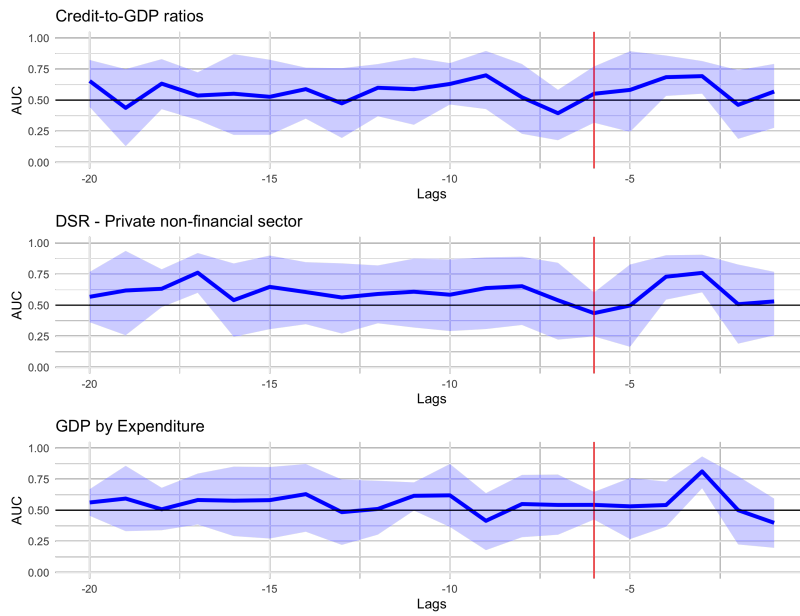 Credit-to-GDP ratios
1.00
0.75
0.50
0.25
0.00
AUC
-20 -15 -10 -5
Lags
DSR - Private non-financial sector
1.00
0.75
0.50
0.25
0.00
AUC
-20 -15 -10 -5
Lags
GDP by Expenditure
1.00
0.75
0.50
0.25
0.00
AUC
-20 -15 -10 -5
Lags